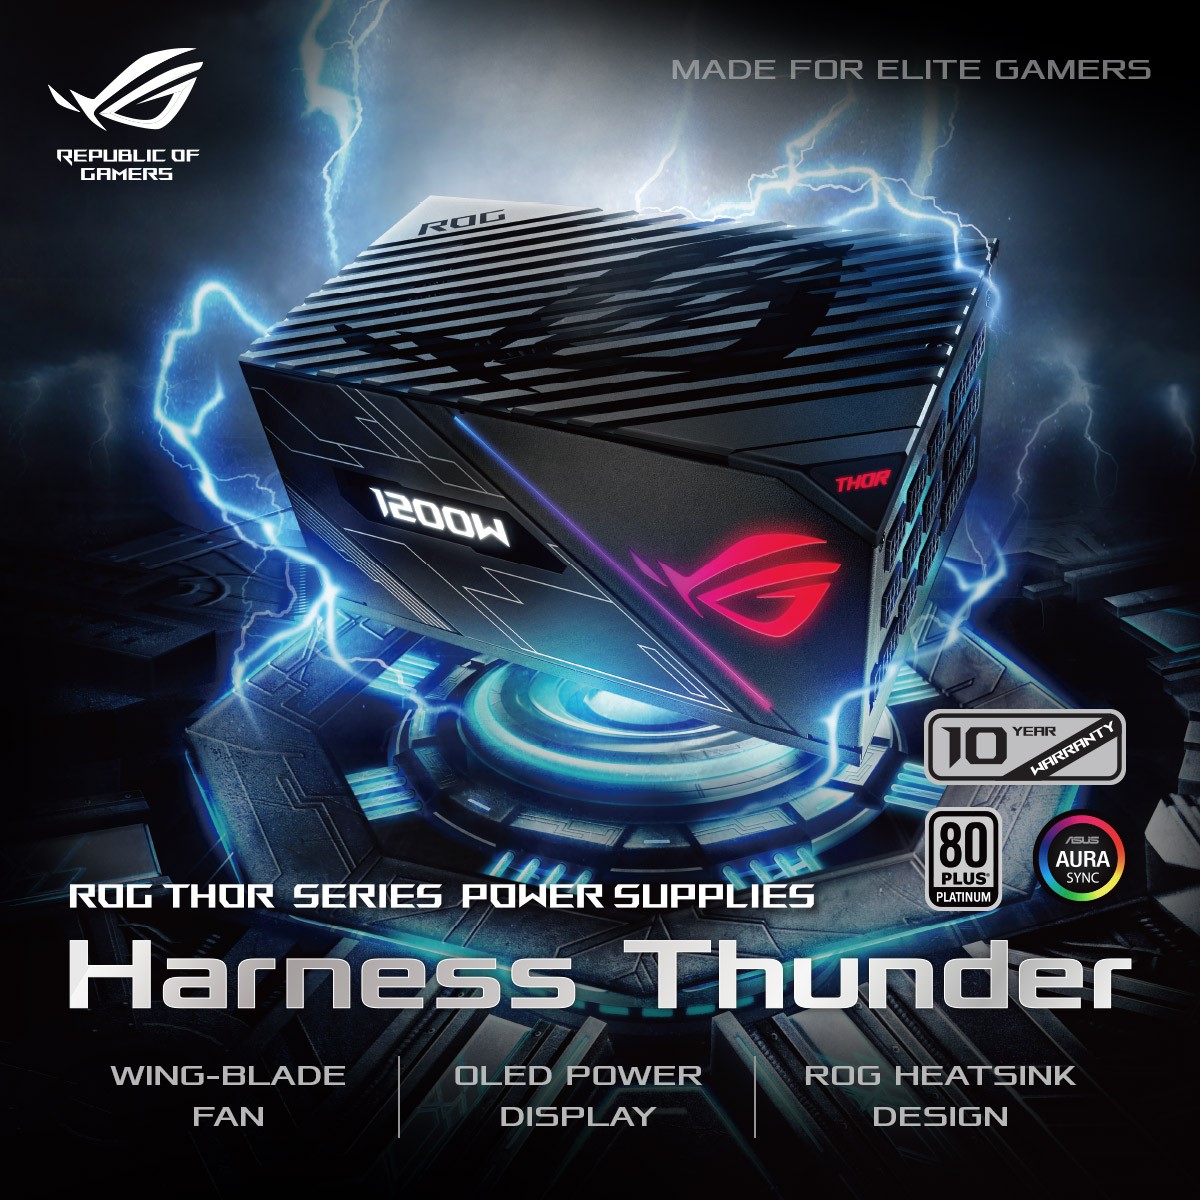 MADE FOR ELITE GAMERS
REPUBLIC OF
GAMERS
ROG
THOR
1200W
10 YEAR WARRANTY
80
PLUS®
PLATINUM
ASUS
AURA
SYNC
ROG THOR SERIES POWER SUPPLIES
Harness Thunder
WING-BLADE
FAN
OLED POWER
DISPLAY
ROG HEATSINK
DESIGN